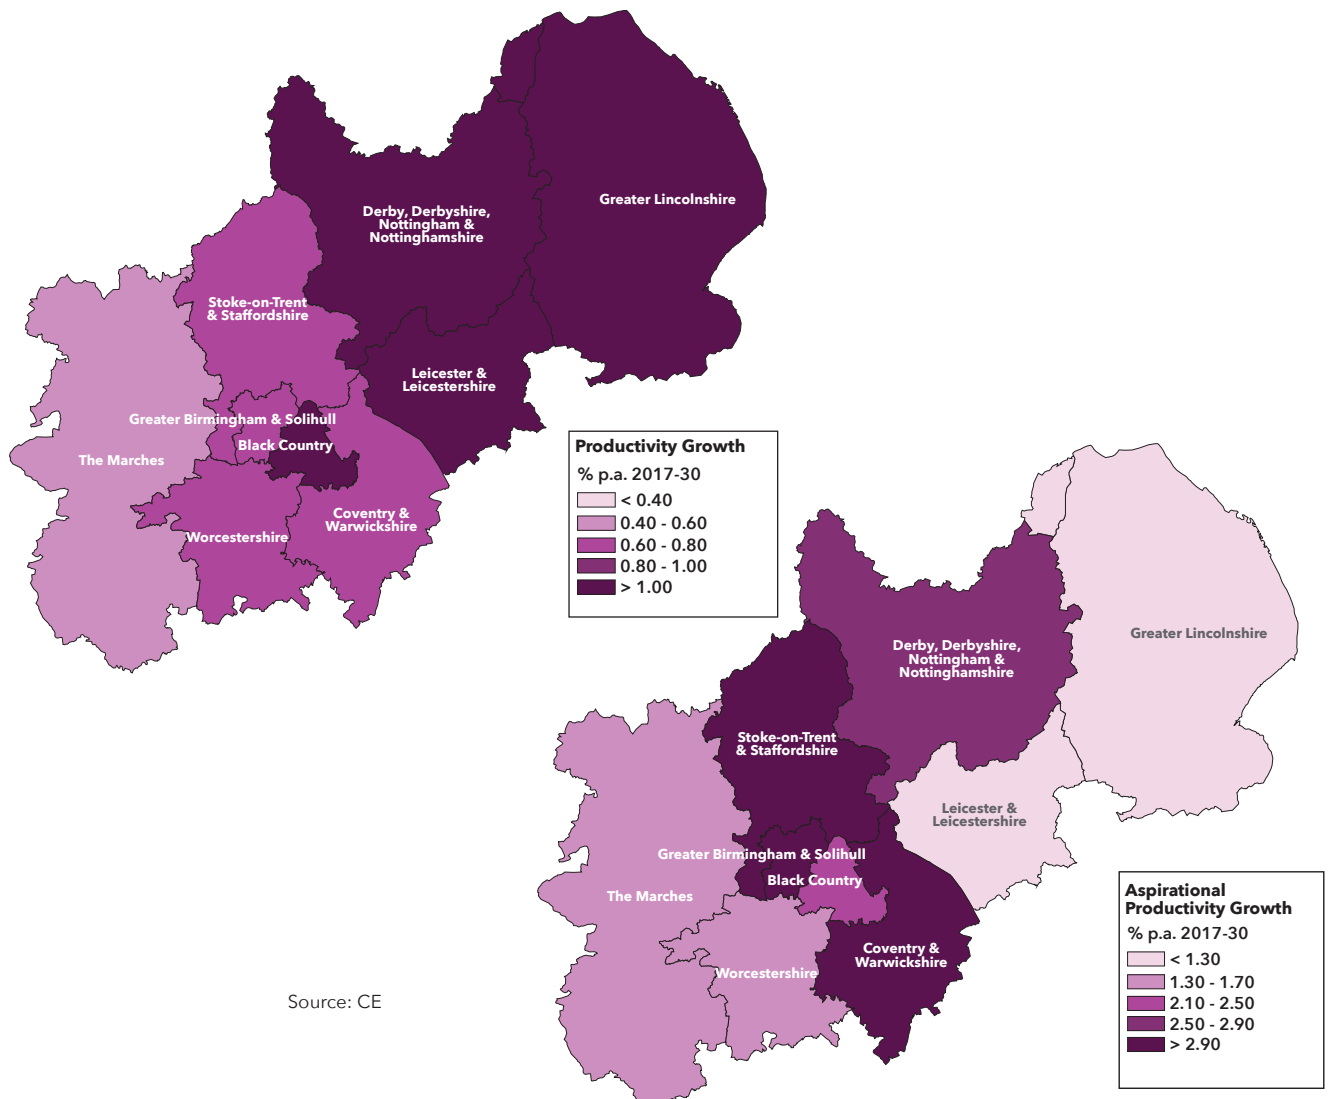 Greater Lincolnshire
Derby, Derbyshire,
Nottingham &
Nottinghamshire
Stoke-on-Trent
& Staffordshire
Leicester &
Leicestershire
Greater Birmingham & Solihull
Black Country
The Marches
Coventry &
Warwickshire
Worcestershire
Productivity Growth
% p.a. 2017-30
< 0.40
0.40 - 0.60
0.60 - 0.80
0.80 - 1.00
> 1.00
Greater Lincolnshire
Derby, Derbyshire,
Nottingham &
Nottinghamshire
Stoke-on-Trent
& Staffordshire
Leicester &
Leicestershire
Greater Birmingham & Solihull
Black Country
The Marches
Coventry &
Warwickshire
Worcestershire
Aspirational
Productivity Growth
% p.a. 2017-30
< 1.30
1.30 - 1.70
2.10 - 2.50
2.50 - 2.90
> 2.90
Source: CE